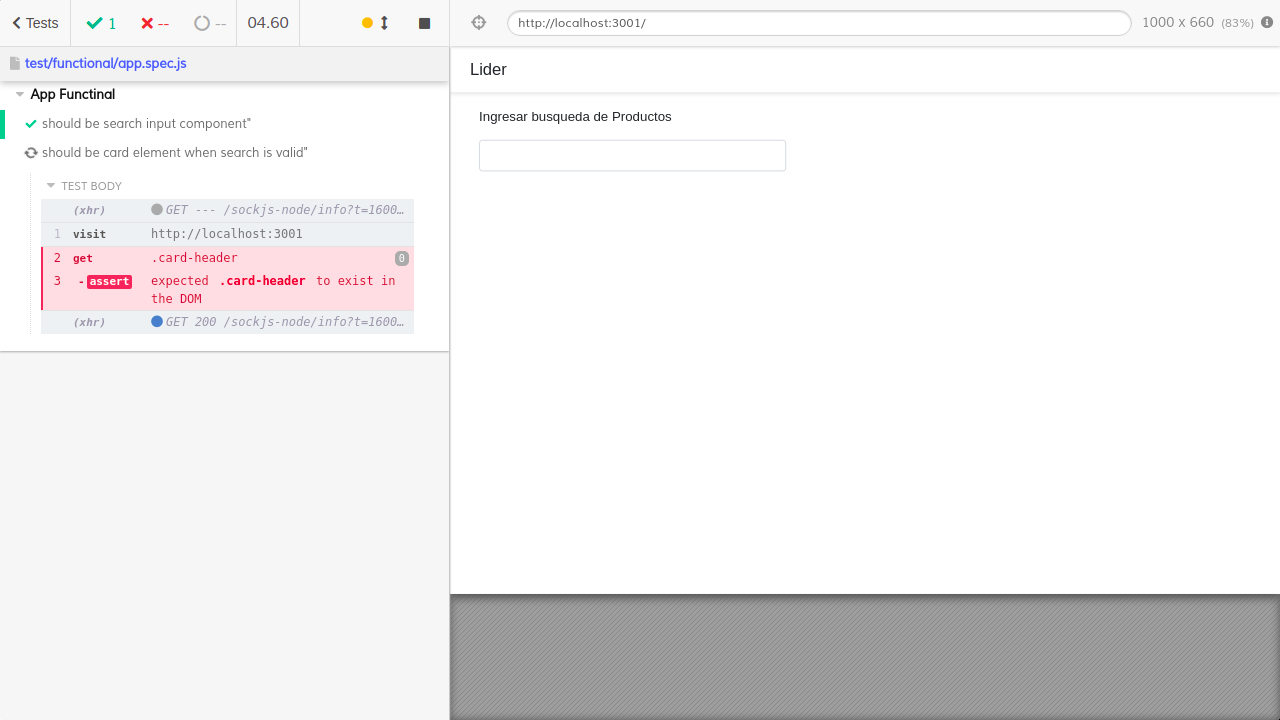 Tests
1
--
--
04.60
http://localhost:3001/
1000 x 660 (83%)
test/functional/app.spec.js
App Functinal
should be search input component"
should be card element when search is valid"
TEST BODY
(xhr) GET --- /sockjs-node/info?t=1600…
1 visit http://localhost:3001
2 get .card-header 0
3 -assert expected .card-header to exist in
the DOM
(xhr) GET 200 /sockjs-node/info?t=1600…
Lider
Ingresar busqueda de Productos